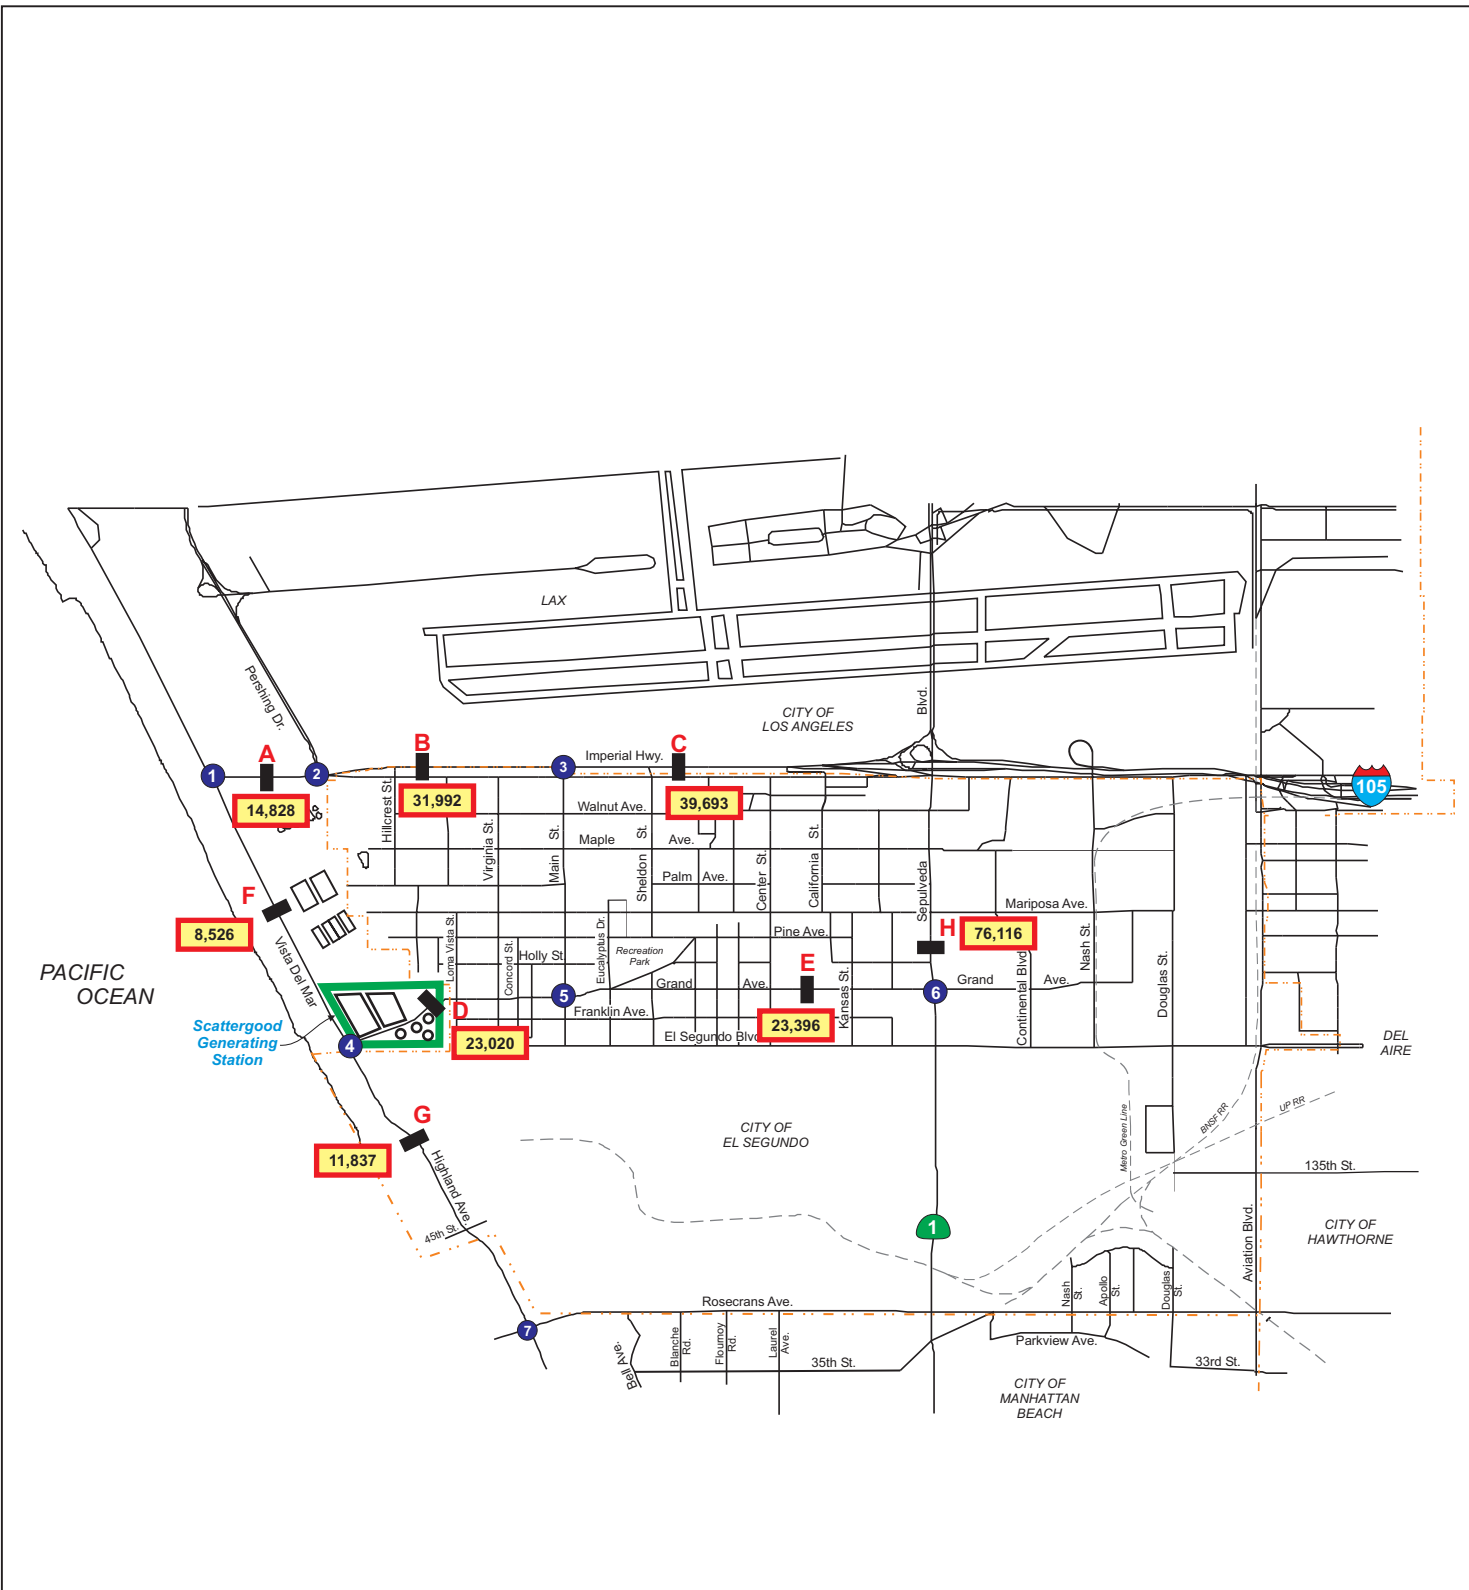 LAX
Pershing Dr.
Blvd.
CITY OF
LOS ANGELES
A
B
C
Imperial Hwy.
1
2
3
105
14,828
31,992
39,693
Hillcrest St.
Walnut Ave.
Virginia St.
Main St.
Maple Ave.
Sheldon St.
Palm Ave.
Center St.
California St.
Sepulveda
Mariposa Ave.
F
8,526
Vista Del Mar
Loma Vista St.
Concord St.
Holly St.
Eucalyptus Dr.
Recreation
Park
Pine Ave.
H
76,116
Nash St.
Douglas St.
PACIFIC
OCEAN
E
Grand Ave.
Kansas St.
6
Grand Ave.
Continental Blvd
5
D
Franklin Ave.
23,020
23,396
El Segundo Blvd
Scattergood
Generating
Station
4
DEL
AIRE
G
11,837
Highland Ave.
45th St.
CITY OF
EL SEGUNDO
Metro Green Line
BNSF RR
UP RR
135th St.
1
Aviation Blvd.
CITY OF
HAWTHORNE
Nash
St.
Apollo
St.
Douglas
St.
Rosecrans Ave.
7
Bell Ave.
Blanche
Rd.
Flournoy
Rd.
Laurel
Ave.
35th St.
Parkview Ave.
33rd St.
CITY OF
MANHATTAN
BEACH